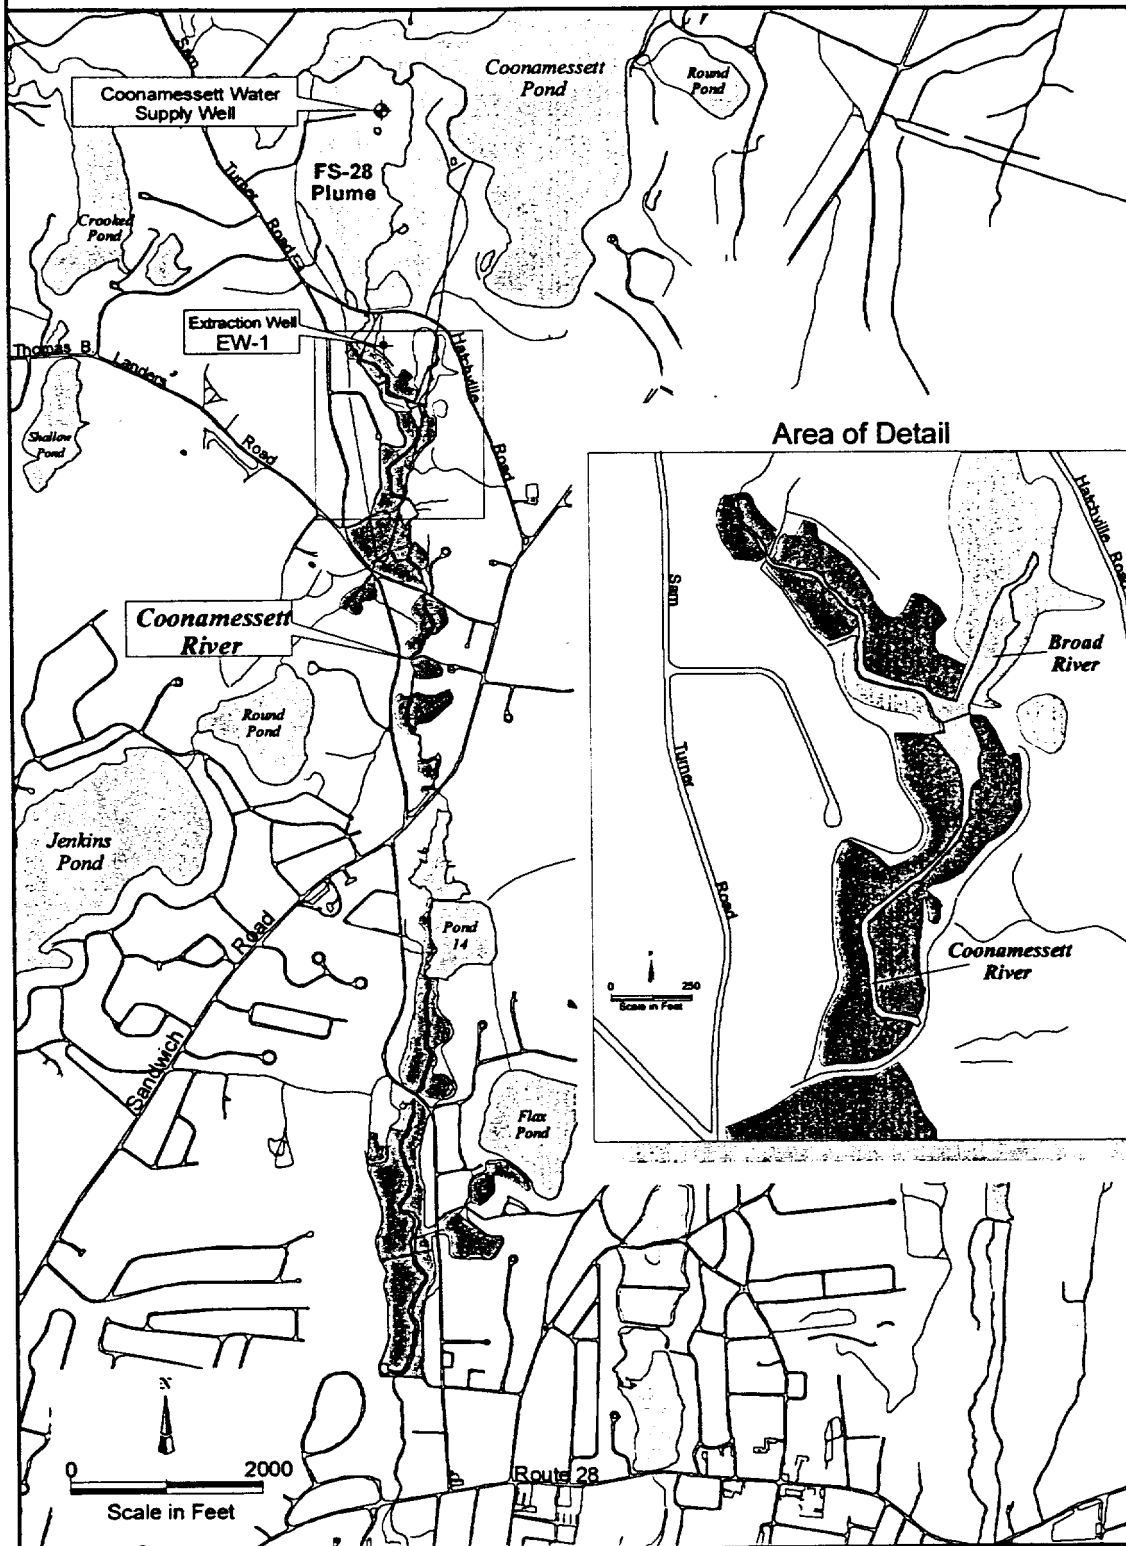 Sam
Coonamessett
Pond
Round
Pond
Coonamessett Water
Supply Well
FS-28
Plume
Turner
Road
Crooked
Pond
Extraction Well
EW-1
Thomas B.
Landers
Road
Hatchville
Road
Shallow
Pond
Area of Detail
Hatchville Road
Sam
Turner
Road
Broad
River
Coonamessett
River
0 250
Scale in Feet
Coonamessett
River
Round
Pond
Jenkins
Pond
Pond
14
Sandwich
Road
Flax
Pond
N
0 2000
Scale in Feet
Route 28